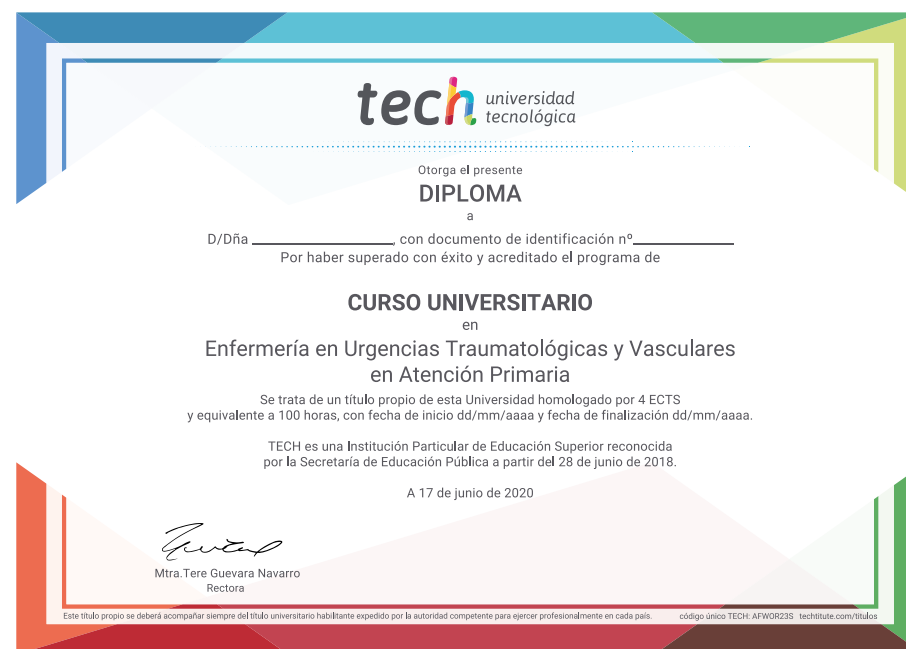 tech universidad
tecnológica
Otorga el presente
DIPLOMA
a
D/Dña ____________________, con documento de identificación nº______________
Por haber superado con éxito y acreditado el programa de
CURSO UNIVERSITARIO
en
Enfermería en Urgencias Traumatológicas y Vasculares
en Atención Primaria
Se trata de un título propio de esta Universidad homologado por 4 ECTS
y equivalente a 100 horas, con fecha de inicio dd/mm/aaaa y fecha de finalización dd/mm/aaaa.
TECH es una Institución Particular de Educación Superior reconocida
por la Secretaría de Educación Pública a partir del 28 de junio de 2018.
A 17 de junio de 2020
Mtra.Tere Guevara Navarro
Rectora
Este título propio se deberá acompañar siempre del título universitario habilitante expedido por la autoridad competente para ejercer profesionalmente en cada país. código único TECH: AFWOR23S techtitute.com/titulos